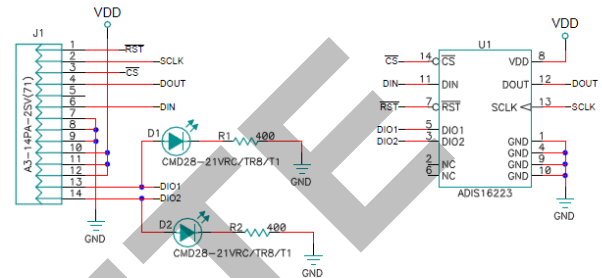 VDD
J1
A3-14PA-2SV(71)
1 RST
2 SCLK
3 CS
4 DOUT
5
6 DIN
7
8
9
10
11
12
13 DIO1
14 DIO2
GND
D1
CMD28-21VRC/TR8/T1
R1 400
GND
D2
CMD28-21VRC/TR8/T1
R2 400
GND
VDD
U1
CS 14 CS
VDD 8
DIN 11 DIN
DOUT 12 DOUT
RST 7 RST
SCLK 13 SCLK
DIO1 5 DIO1
DIO2 3 DIO2
GND 1
GND 4
GND 9
GND 10
2 NC
6 NC
ADIS16223
GND
ITE